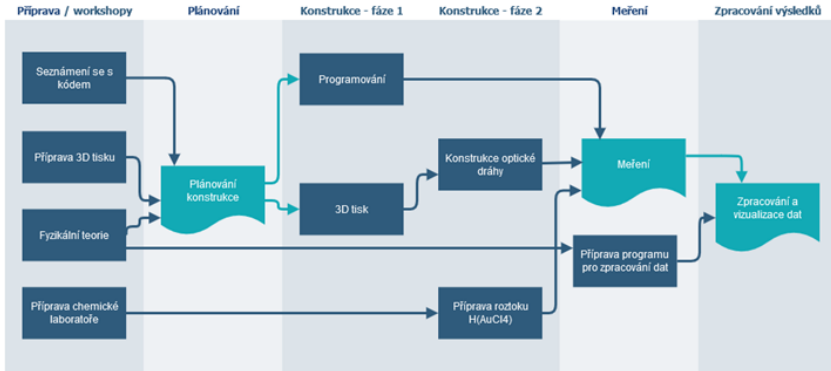 Příprava / workshopy
Plánování
Konstrukce - fáze 1
Konstrukce - fáze 2
Meření
Zpracování výsledků
Seznámení se s
kódem
Programování
Příprava 3D tisku
Konstrukce optické
dráhy
Meření
Plánování
konstrukce
3D tisk
Zpracování a
vizualizace dat
Fyzikální teorie
Příprava programu
pro zpracování dat
Příprava chemické
laboratoře
Příprava roztoku
H(AuCl4)